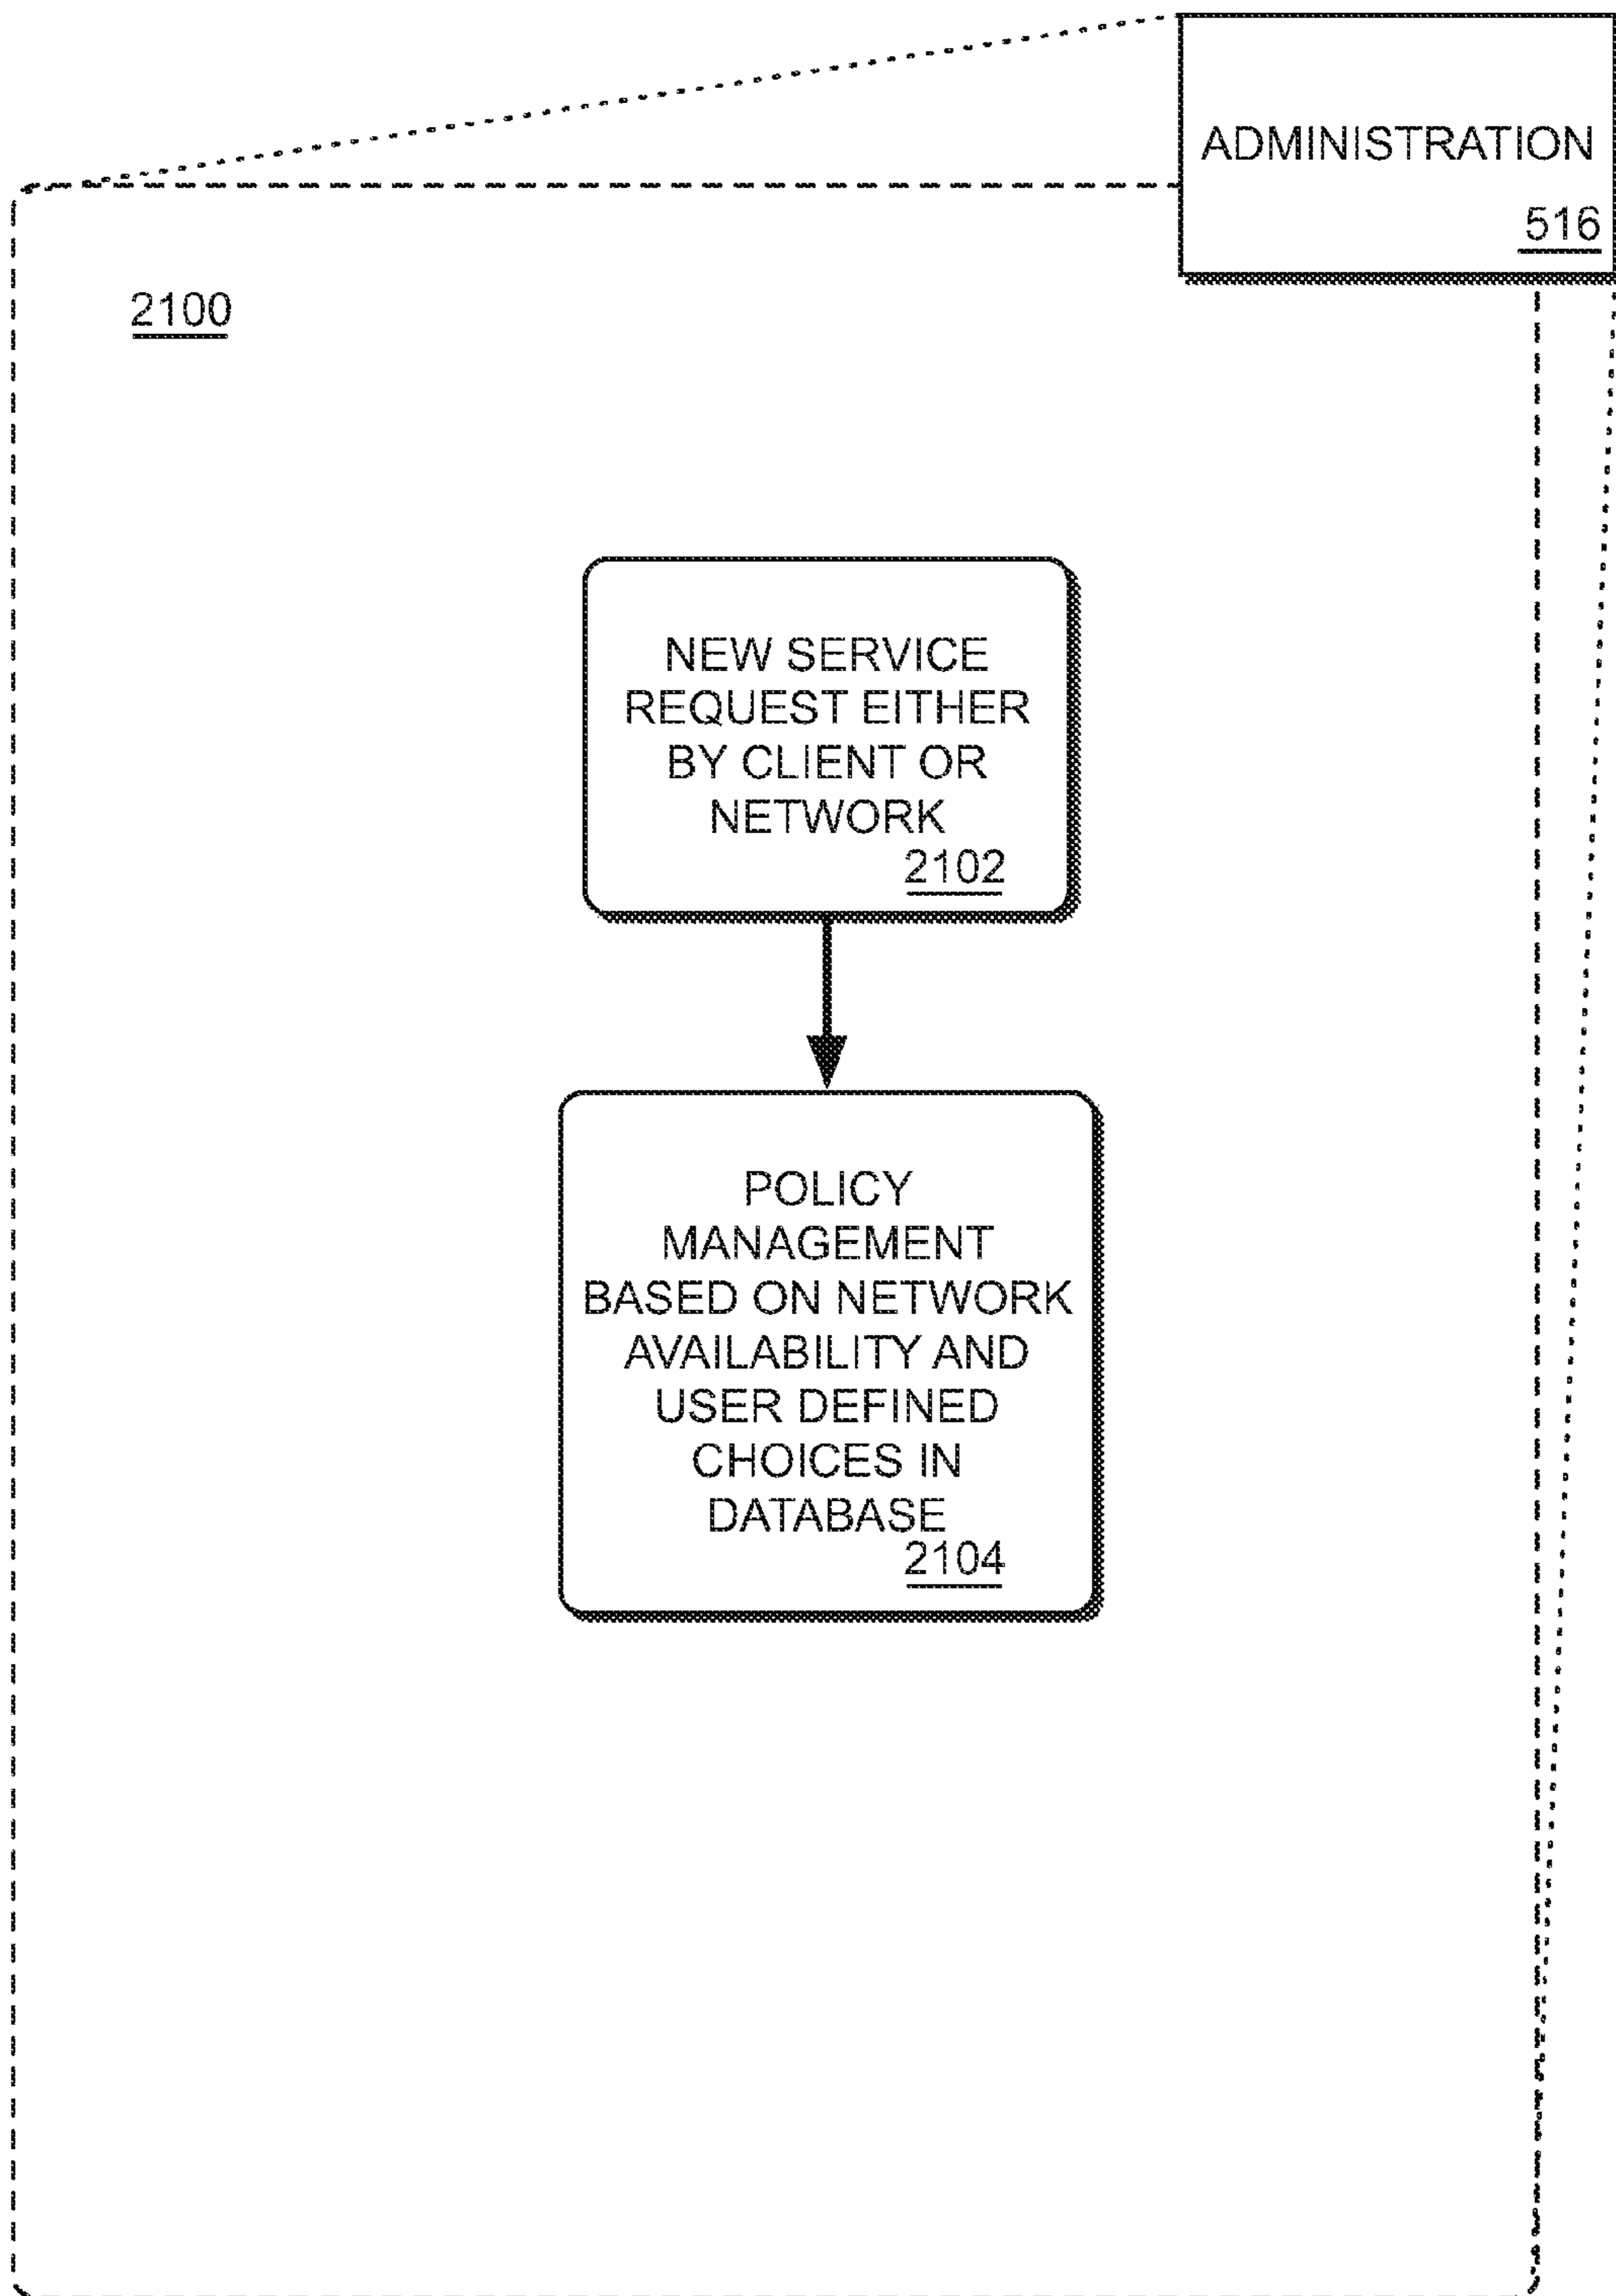 ADMINISTRATION
516
2100
NEW SERVICE
REQUEST EITHER
BY CLIENT OR
NETWORK
2102
POLICY
MANAGEMENT
BASED ON NETWORK
AVAILABILITY AND
USER DEFINED
CHOICES IN
DATABASE
2104